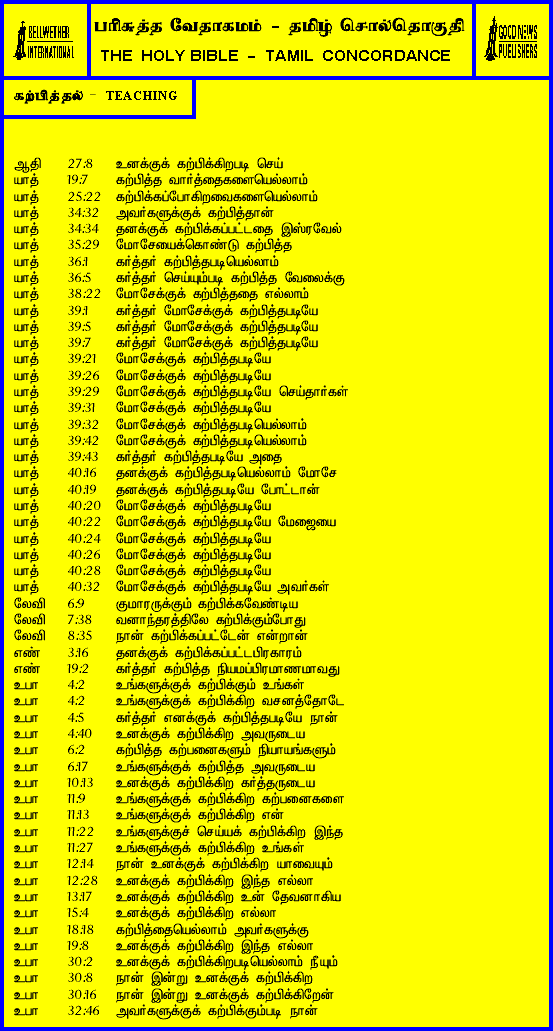 BELLWETHER
INTERNATIONAL
பரிசுத்த வேதாகமம் - தமிழ் சொல்தொகுதி
THE HOLY BIBLE - TAMIL CONCORDANCE
GOOD NEWS
PUBLISHERS
கற்பித்தல் - TEACHING
ஆதி 27:8 உனக்குக் கற்பிக்கிறபடி செய்
யாத் 19:7 கற்பித்த வார்த்தைகளையெல்லாம்
யாத் 25:22 கற்பிக்கப்போகிறவைகளையெல்லாம்
யாத் 34:32 அவர்களுக்குக் கற்பித்தான்
யாத் 34:34 தனக்குக் கற்பிக்கப்பட்டதை இஸ்ரவேல்
யாத் 35:29 மோசேயைக்கொண்டு கற்பித்த
யாத் 36:1 கர்த்தர் கற்பித்தபடியெல்லாம்
யாத் 36:5 கர்த்தர் செய்யும்படி கற்பித்த வேலைக்கு
யாத் 38:22 மோசேக்குக் கற்பித்ததை எல்லாம்
யாத் 39:1 கர்த்தர் மோசேக்குக் கற்பித்தபடியே
யாத் 39:5 கர்த்தர் மோசேக்குக் கற்பித்தபடியே
யாத் 39:7 கர்த்தர் மோசேக்குக் கற்பித்தபடியே
யாத் 39:21 மோசேக்குக் கற்பித்தபடியே
யாத் 39:26 மோசேக்குக் கற்பித்தபடியே
யாத் 39:29 மோசேக்குக் கற்பித்தபடியே செய்தார்கள்
யாத் 39:31 மோசேக்குக் கற்பித்தபடியே
யாத் 39:32 மோசேக்குக் கற்பித்தபடியெல்லாம்
யாத் 39:42 மோசேக்குக் கற்பித்தபடியெல்லாம்
யாத் 39:43 கர்த்தர் கற்பித்தபடியே அதை
யாத் 40:16 தனக்குக் கற்பித்தபடியெல்லாம் மோசே
யாத் 40:19 தனக்குக் கற்பித்தபடியே போட்டான்
யாத் 40:20 மோசேக்குக் கற்பித்தபடியே
யாத் 40:22 மோசேக்குக் கற்பித்தபடியே மேஜையை
யாத் 40:24 மோசேக்குக் கற்பித்தபடியே
யாத் 40:26 மோசேக்குக் கற்பித்தபடியே
யாத் 40:28 மோசேக்குக் கற்பித்தபடியே
யாத் 40:32 மோசேக்குக் கற்பித்தபடியே அவர்கள்
லேவி 6:9 குமாரருக்கும் கற்பிக்கவேண்டிய
லேவி 7:38 வனாந்தரத்திலே கற்பிக்கும்போது
லேவி 8:35 நான் கற்பிக்கப்பட்டேன் என்றான்
எண் 3:16 தனக்குக் கற்பிக்கப்பட்டபிரகாரம்
எண் 19:2 கர்த்தர் கற்பித்த நியமப்பிரமாணமாவது
உபா 4:2 உங்களுக்குக் கற்பிக்கும் உங்கள்
உபா 4:2 உங்களுக்குக் கற்பிக்கிற வசனத்தோடே
உபா 4:5 கர்த்தர் எனக்குக் கற்பித்தபடியே நான்
உபா 4:40 உனக்குக் கற்பிக்கிற அவருடைய
உபா 6:2 கற்பித்த கற்பனைகளும் நியாயங்களும்
உபா 6:17 உங்களுக்குக் கற்பித்த அவருடைய
உபா 10:13 உனக்குக் கற்பிக்கிற கர்த்தருடைய
உபா 11:9 உங்களுக்குக் கற்பிக்கிற கற்பனைகளை
உபா 11:13 உங்களுக்குக் கற்பிக்கிற என்
உபா 11:22 உங்களுக்குச் செய்யக் கற்பிக்கிற இந்த
உபா 11:27 உங்களுக்குக் கற்பிக்கிற உங்கள்
உபா 12:14 நான் உனக்குக் கற்பிக்கிற யாவையும்
உபா 12:28 உனக்குக் கற்பிக்கிற இந்த எல்லா
உபா 13:17 உனக்குக் கற்பிக்கிற உன் தேவனாகிய
உபா 15:4 உனக்குக் கற்பிக்கிற எல்லா
உபா 18:18 கற்பித்தையெல்லாம் அவர்களுக்கு
உபா 19:8 உனக்குக் கற்பிக்கிற இந்த எல்லா
உபா 30:2 உனக்குக் கற்பிக்கிறபடியெல்லாம் நீயும்
உபா 30:8 நான் இன்று உனக்குக் கற்பிக்கிற
உபா 30:16 நான் இன்று உனக்குக் கற்பிக்கிறேன்
உபா 32:46 அவர்களுக்குக் கற்பிக்கும்படி நான்